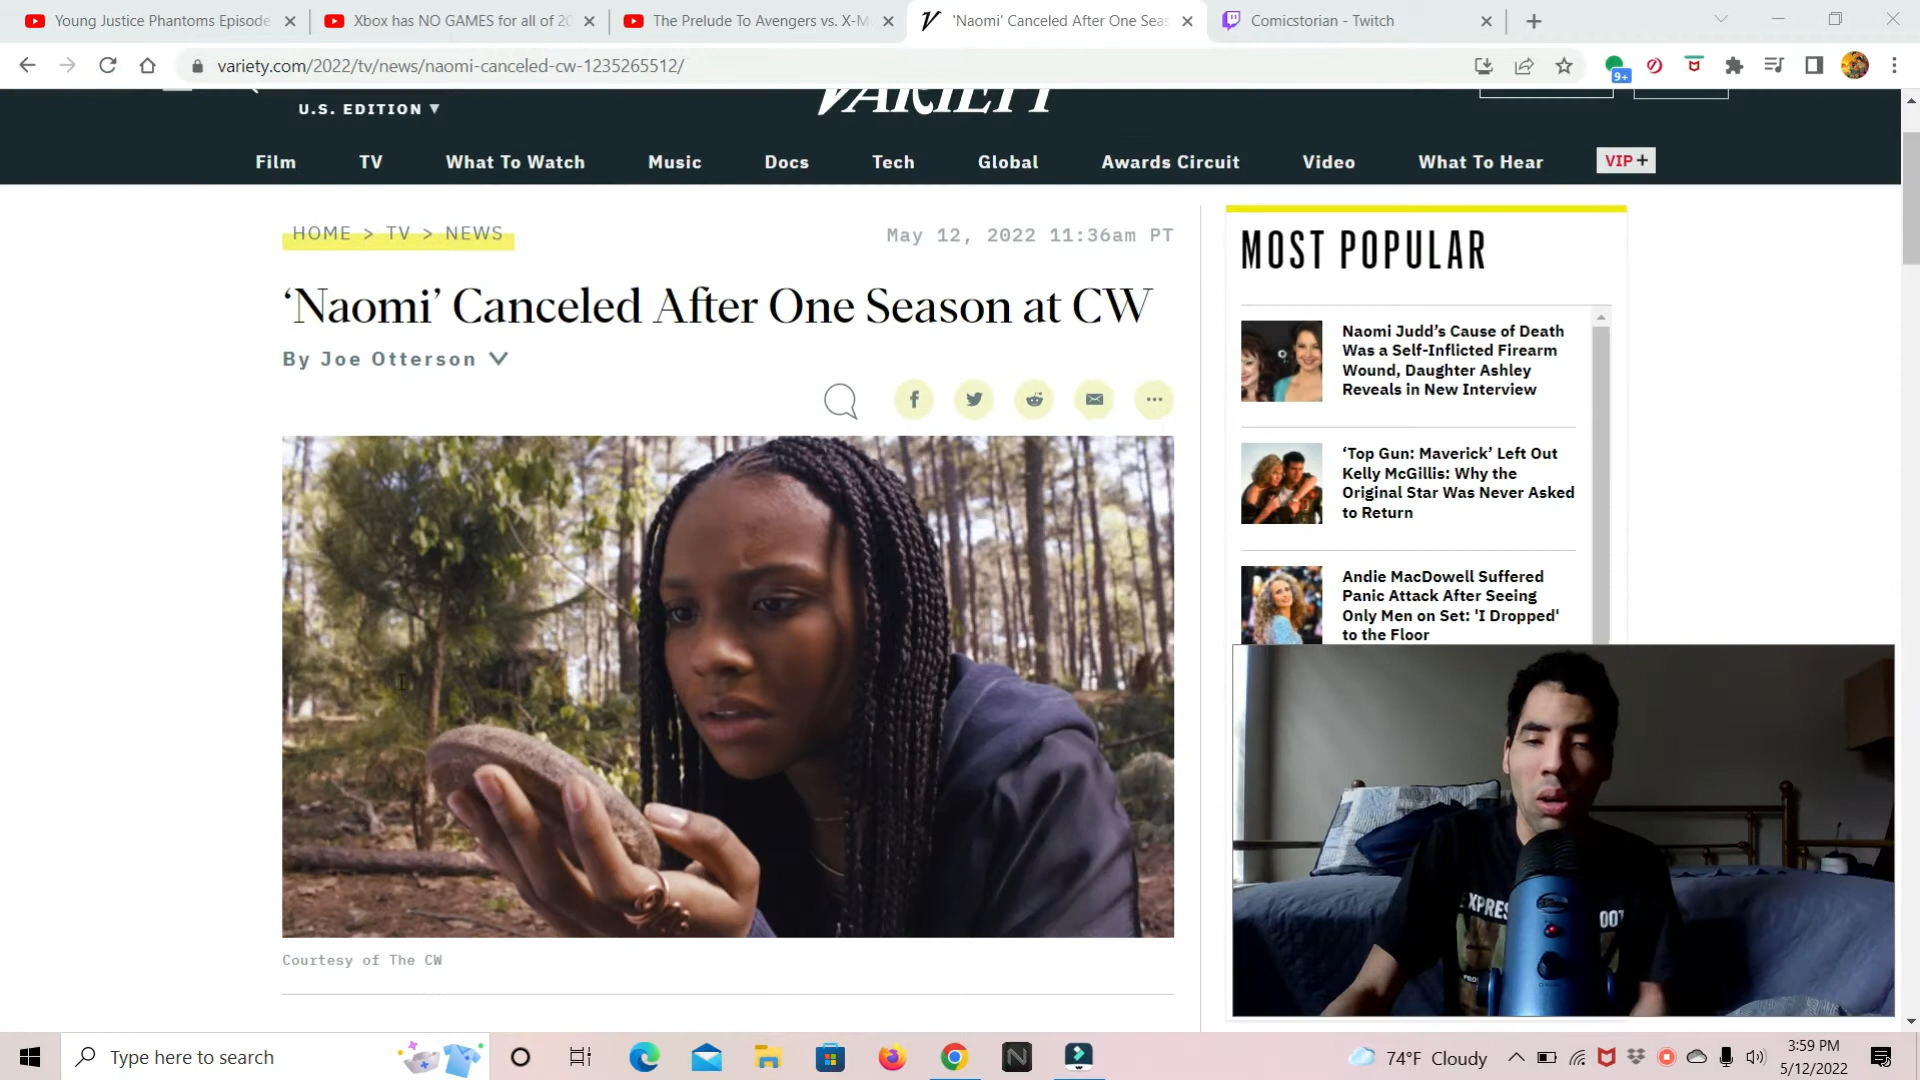 Young Justice Phantoms Episode
Xbox has NO GAMES for all of 20
The Prelude To Avengers vs. X-M
'Naomi' Canceled After One Seas
Comicstorian - Twitch
variety.com/2022/tv/news/naomi-canceled-cw-1235265512/
9+
U.S. EDITION ▼
VARIETY
Film TV What To Watch Music Docs Tech Global Awards Circuit Video What To Hear VIP+
HOME > TV > NEWS
May 12, 2022 11:36am PT
‘Naomi’ Canceled After One Season at CW
By Joe Otterson
Courtesy of The CW
MOST POPULAR
Naomi Judd’s Cause of Death
Was a Self-Inflicted Firearm
Wound, Daughter Ashley
Reveals in New Interview
‘Top Gun: Maverick’ Left Out
Kelly McGillis: Why the
Original Star Was Never Asked
to Return
Andie MacDowell Suffered
Panic Attack After Seeing
Only Men on Set: 'I Dropped'
to the Floor
Type here to search
74°F Cloudy
3:59 PM
5/12/2022